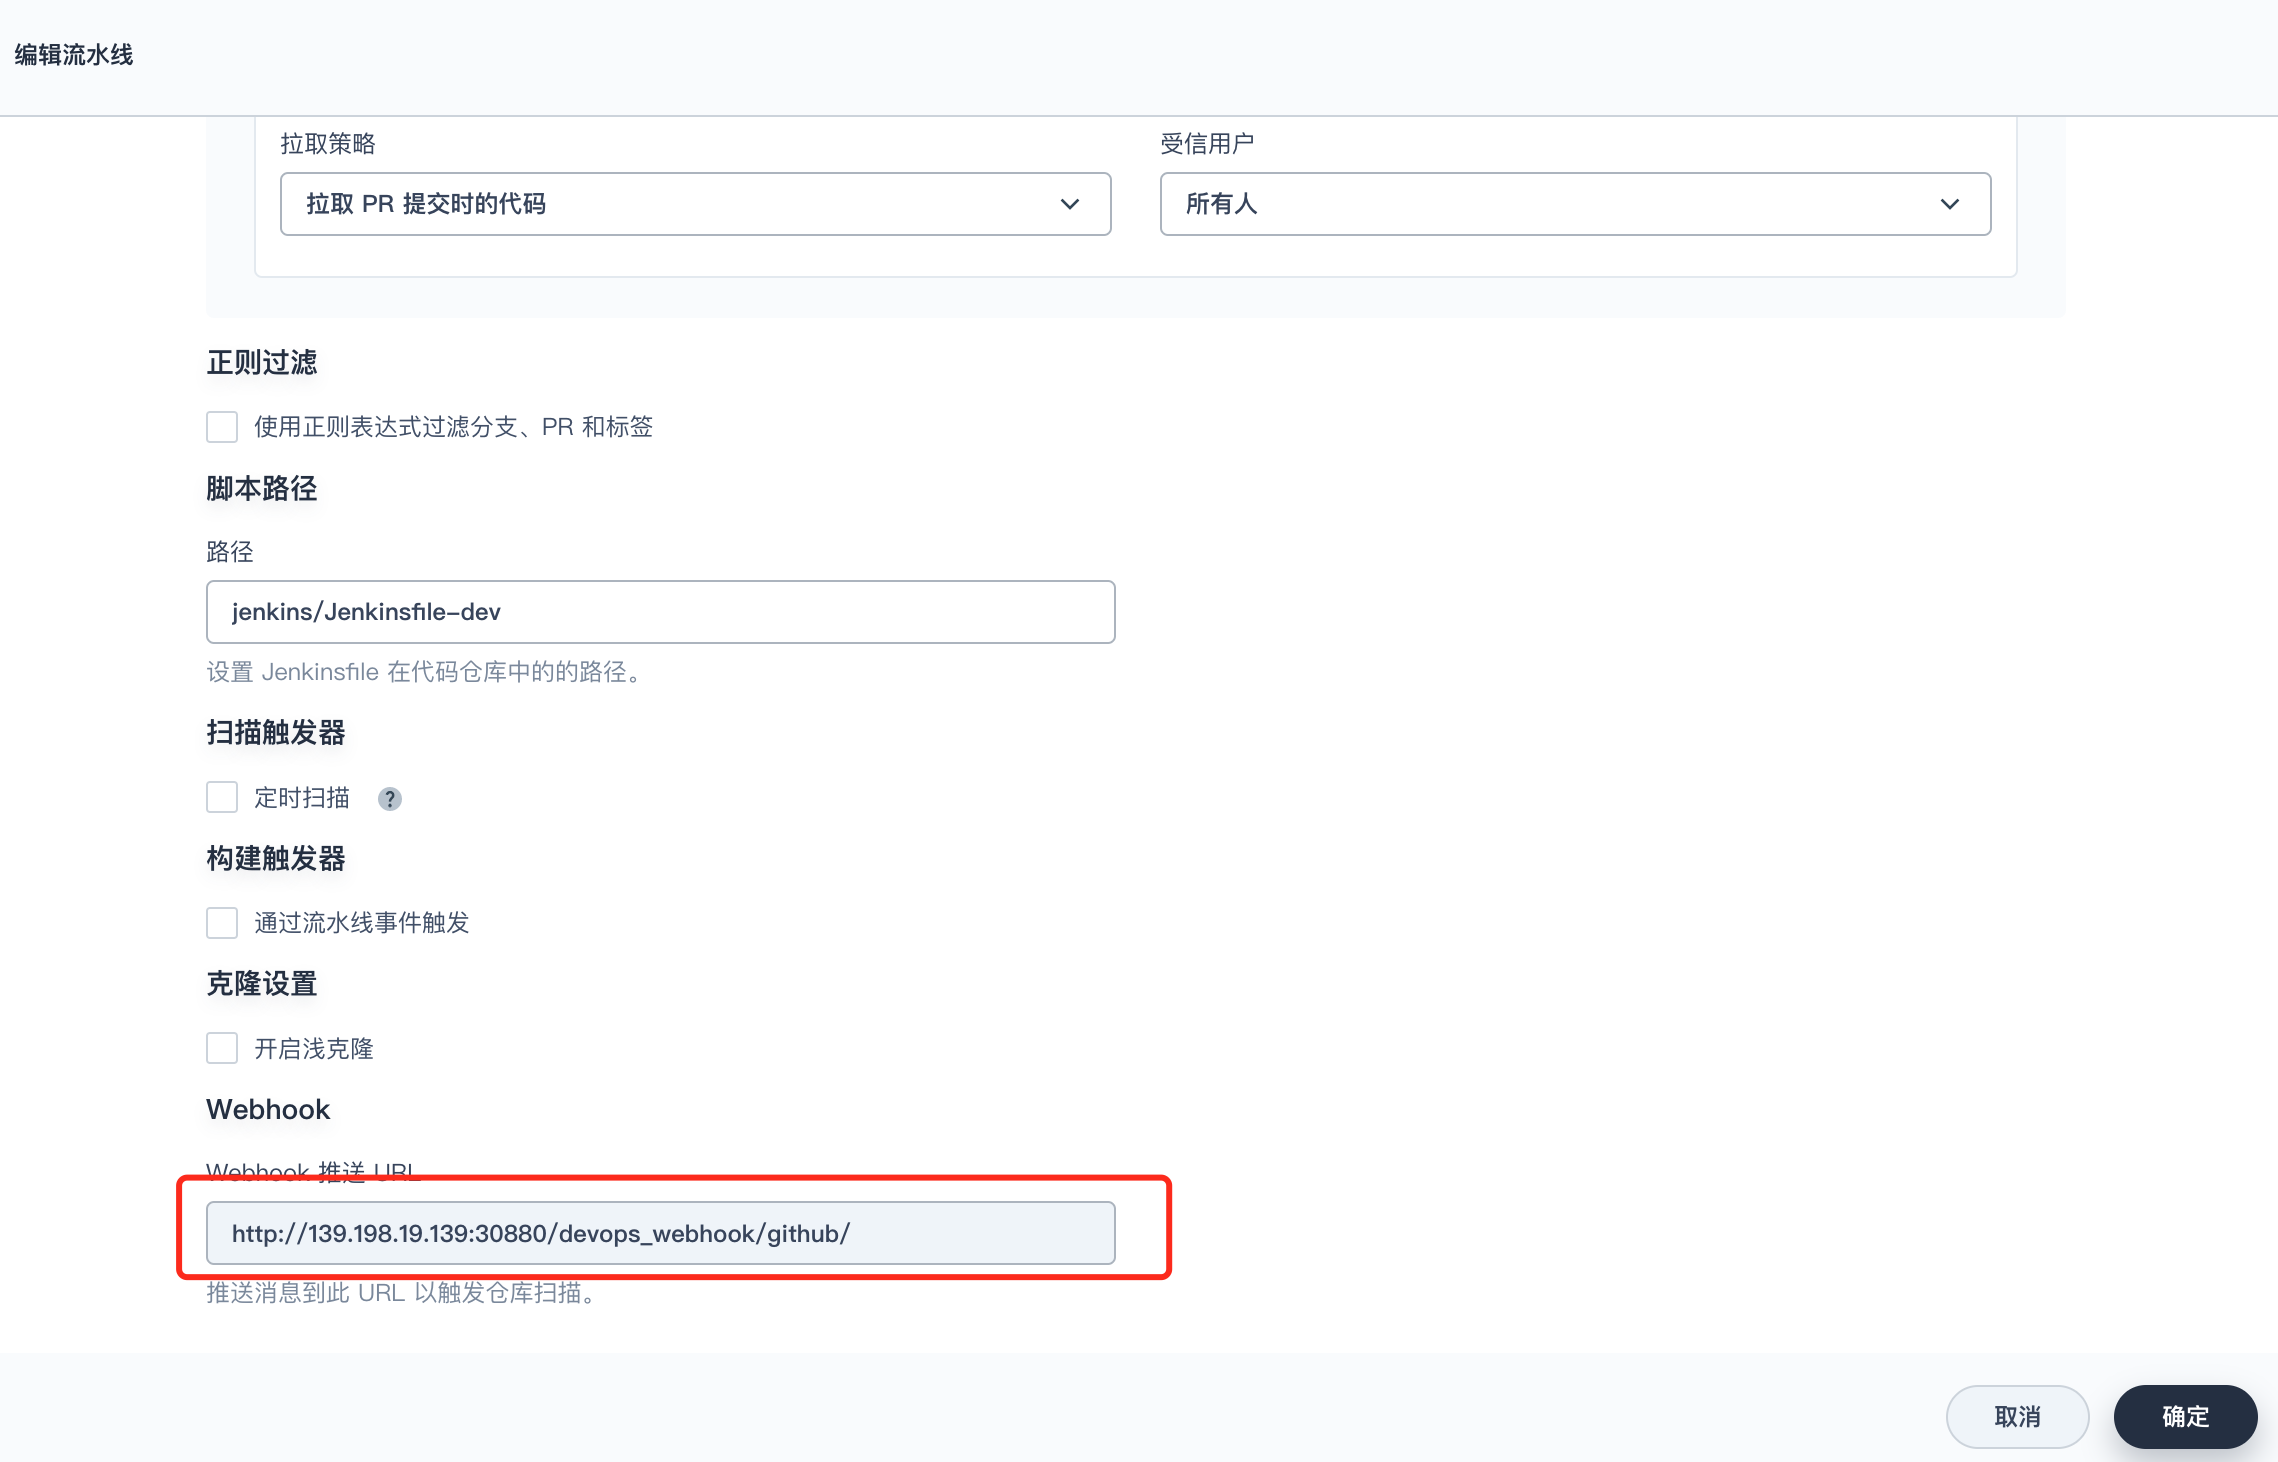 编辑流水线
拉取策略
受信用户
拉取 PR 提交时的代码
所有人
正则过滤
使用正则表达式过滤分支、PR 和标签
脚本路径
路径
jenkins/Jenkinsfile-dev
设置 Jenkinsfile 在代码仓库中的的路径。
扫描触发器
定时扫描
?
构建触发器
通过流水线事件触发
克隆设置
开启浅克隆
Webhook
Webhook 推送 URL
http://139.198.19.139:30880/devops_webhook/github/
推送消息到此 URL 以触发仓库扫描。
取消
确定